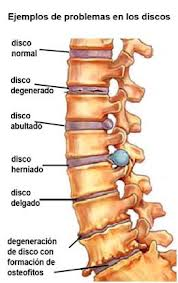 Ejemplos de problemas en los discos
disco
normal
disco
degenerado
disco
abultado
disco
herniado
disco
delgado
degeneración
de disco con
formación de
osteofitos